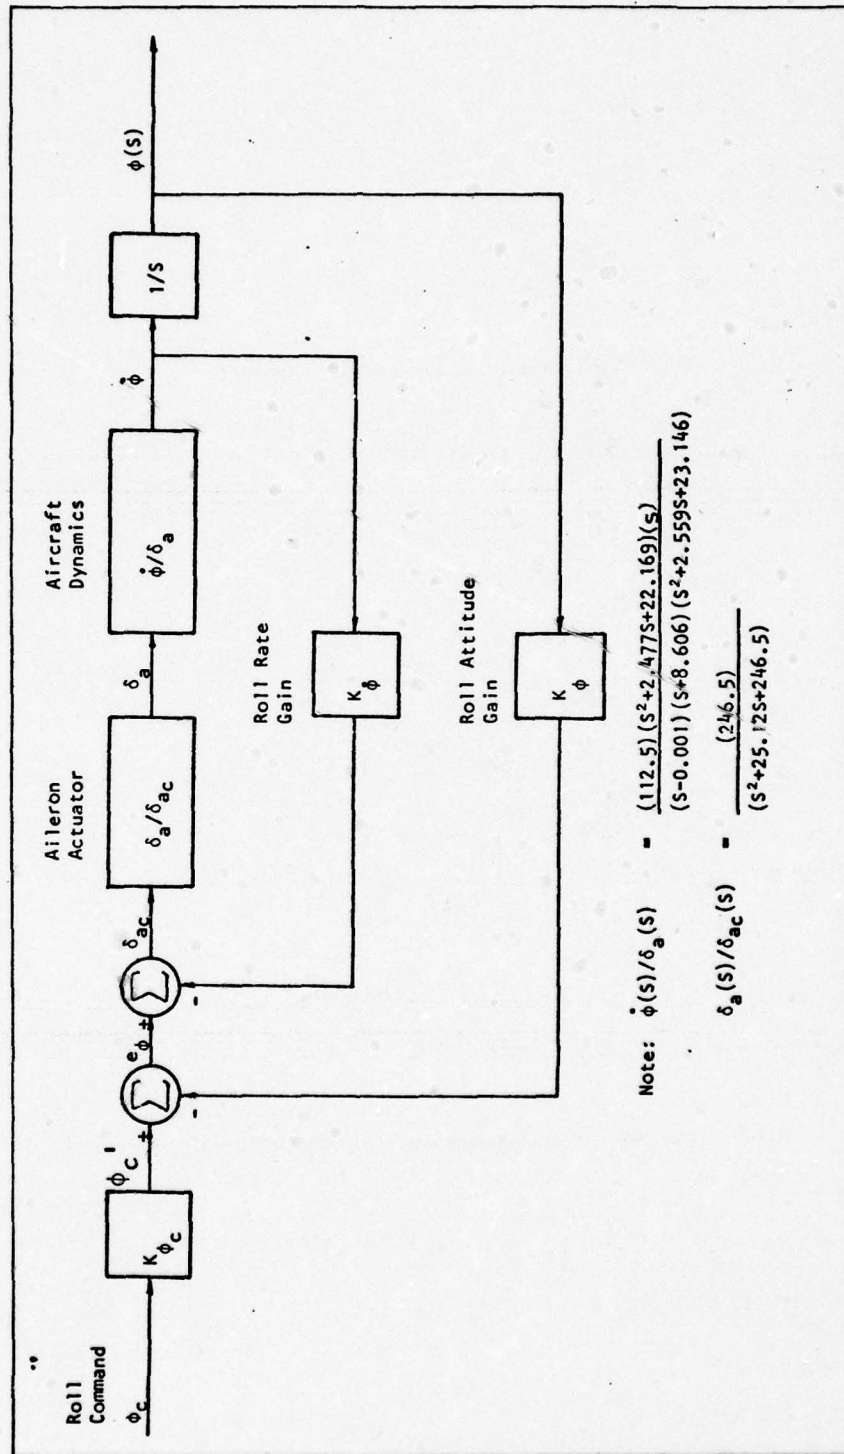 Roll
Command
ϕc
Kϕc
ϕc'
+
-
Σ
eϕ
+
-
Σ
δac
Aileron
Actuator
δa/δac
δa
Aircraft
Dynamics
ϕ̇/δa
ϕ̇
1/S
ϕ(S)
Roll Rate
Gain
Kϕ̇
Roll Attitude
Gain
Kϕ
Note: ϕ̇(S)/δa(S) = (112.5)(S²+2.477S+22.169)(S)
(S-0.001)(S+8.606)(S²+2.559S+23.146)
δa(S)/δac(S) = (246.5)
(S²+25.12S+246.5)